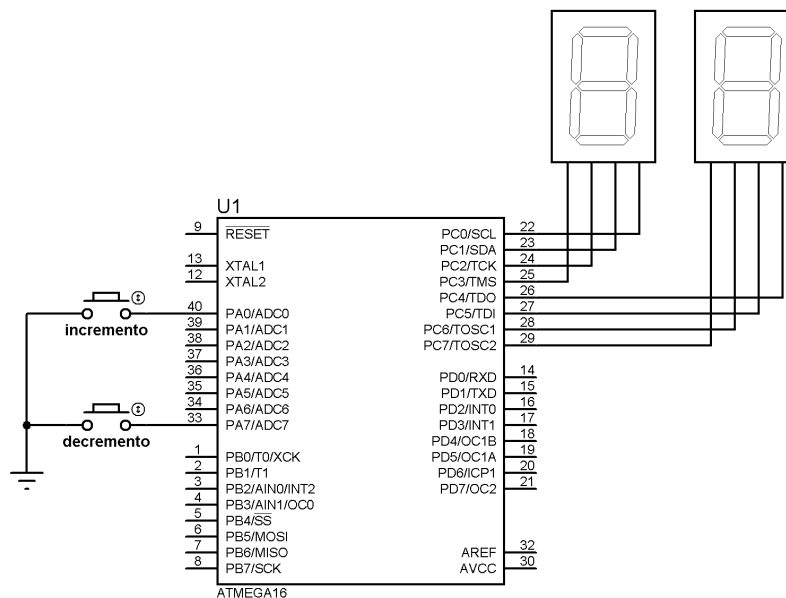 U1
9 RESET
13 XTAL1
12 XTAL2
40 PA0/ADC0
39 PA1/ADC1
38 PA2/ADC2
37 PA3/ADC3
36 PA4/ADC4
35 PA5/ADC5
34 PA6/ADC6
33 PA7/ADC7
1 PB0/T0/XCK
2 PB1/T1
3 PB2/AIN0/INT2
4 PB3/AIN1/OC0
5 PB4/SS
6 PB5/MOSI
7 PB6/MISO
8 PB7/SCK
PC0/SCL 22
PC1/SDA 23
PC2/TCK 24
PC3/TMS 25
PC4/TDO 26
PC5/TDI 27
PC6/TOSC1 28
PC7/TOSC2 29
PD0/RXD 14
PD1/TXD 15
PD2/INT0 16
PD3/INT1 17
PD4/OC1B 18
PD5/OC1A 19
PD6/ICP1 20
PD7/OC2 21
AREF 32
AVCC 30
ATMEGA16
incremento
decremento